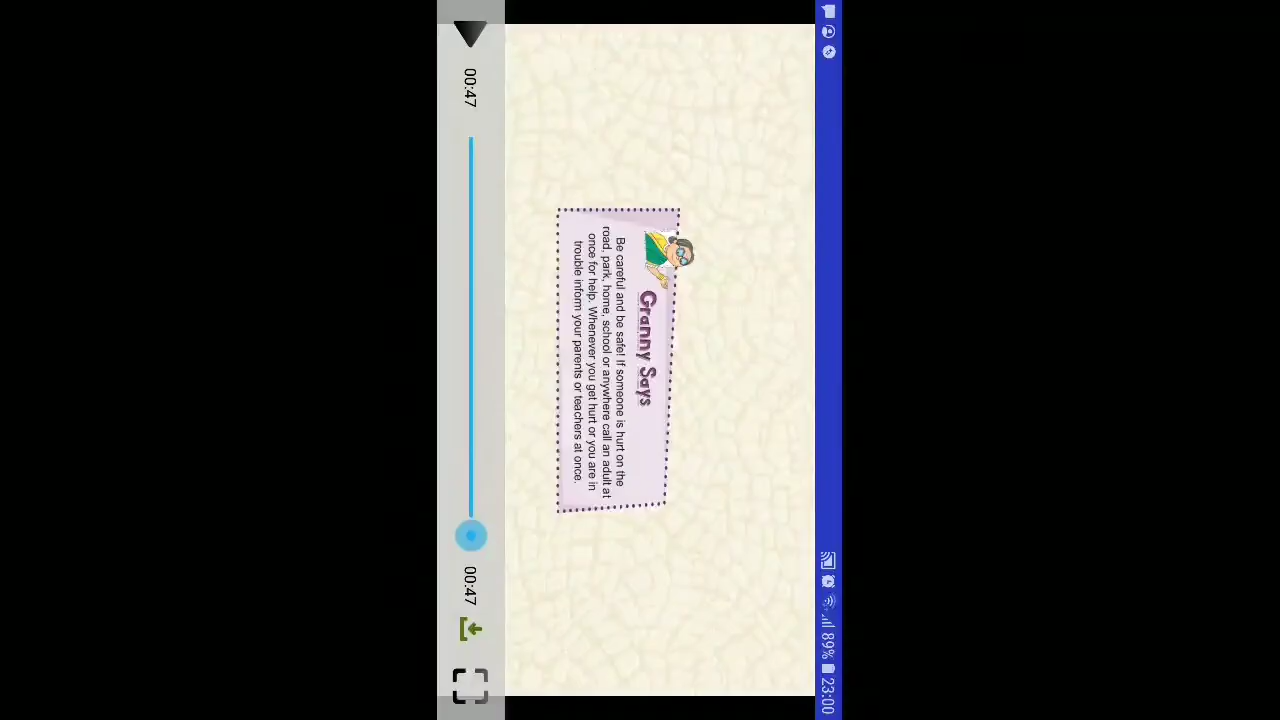 89% 23:00
Granny Says
Be careful and be safe! If someone is hurt on the
road, park, home, school or anywhere call an adult at
once for help. Whenever you get hurt or you are in
trouble inform your parents or teachers at once.
00:47
00:47